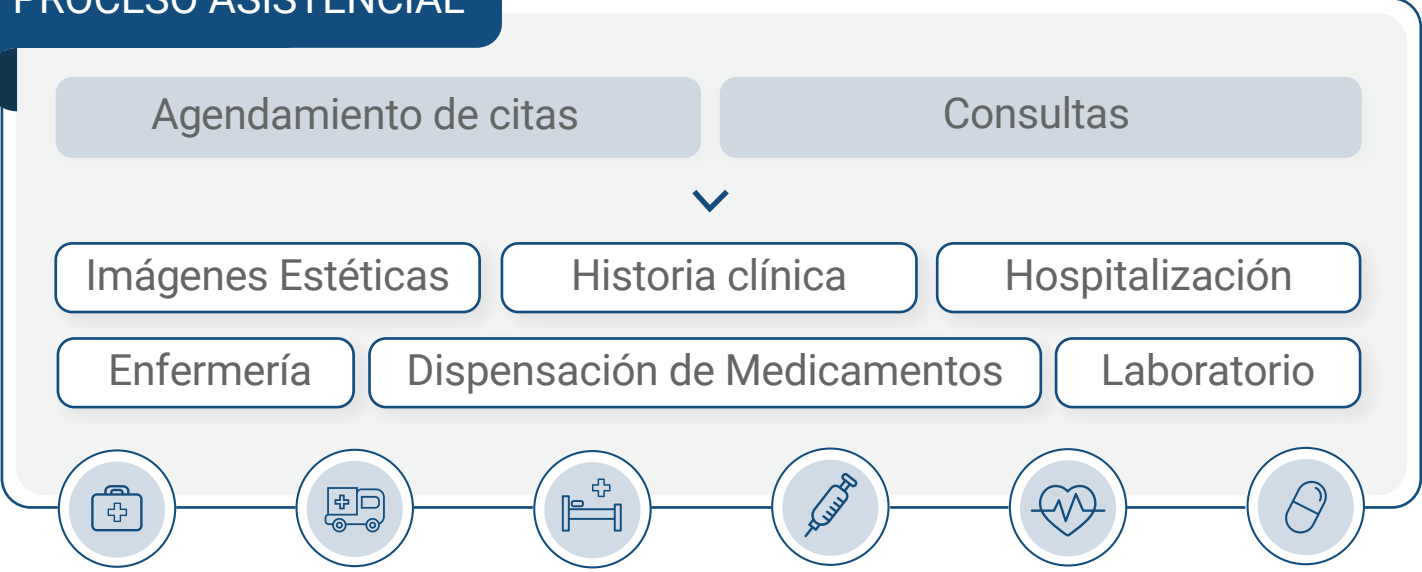 PROCESO ASISTENCIAL
Agendamiento de citas
Consultas
Imágenes Estéticas
Historia clínica
Hospitalización
Enfermería
Dispensación de Medicamentos
Laboratorio